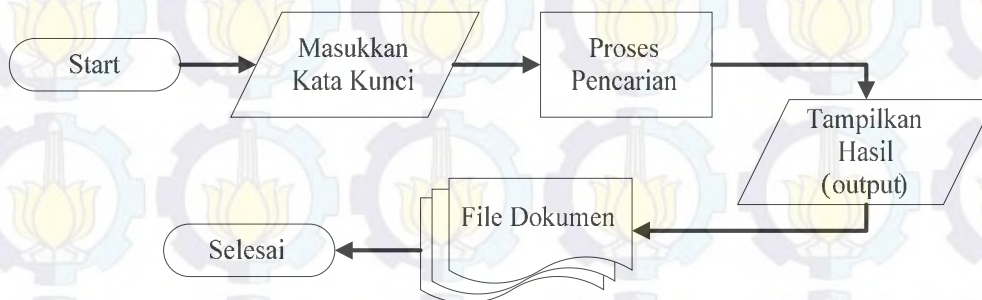 Start
Masukkan
Kata Kunci
Proses
Pencarian
Tampilkan
Hasil
(output)
File Dokumen
Selesai